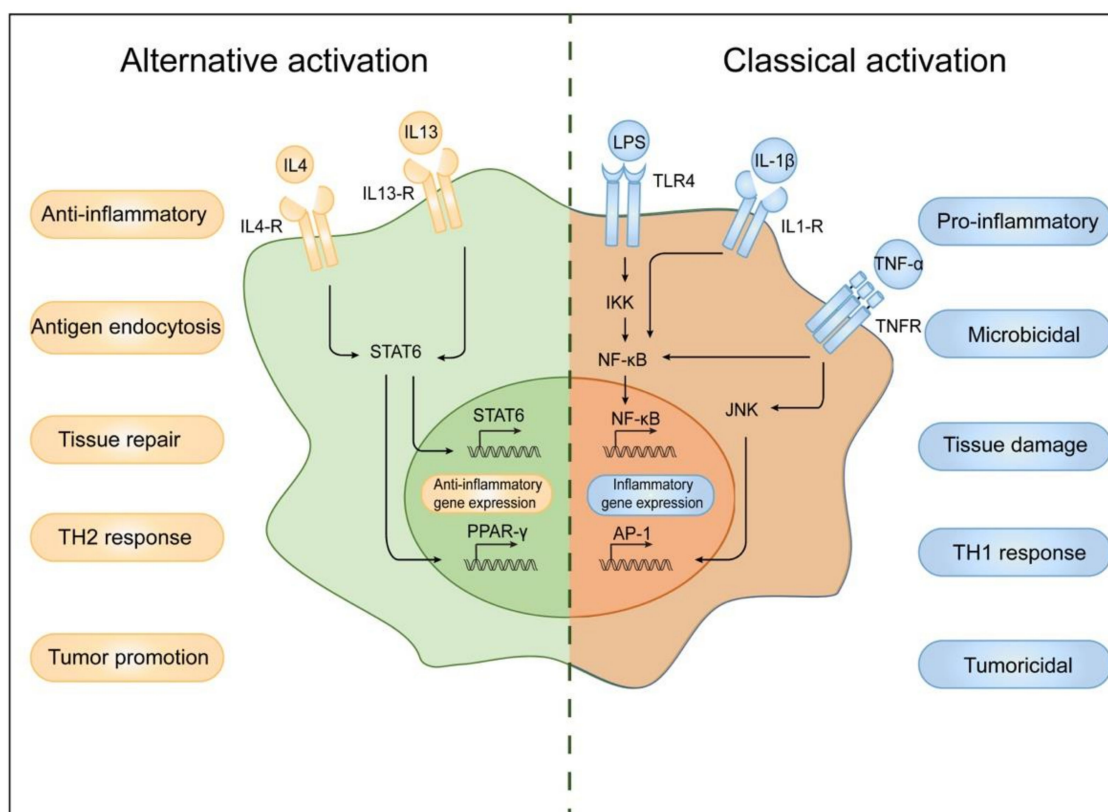 Alternative activation
Classical activation
IL4
IL13
IL4-R
IL13-R
LPS
TLR4
IL-1β
IL1-R
TNF-α
TNFR
Anti-inflammatory
Antigen endocytosis
Tissue repair
TH2 response
Tumor promotion
STAT6
STAT6
Anti-inflammatory
gene expression
PPAR-γ
IKK
NF-κB
JNK
NF-κB
Inflammatory
gene expression
AP-1
Pro-inflammatory
Microbicidal
Tissue damage
TH1 response
Tumoricidal